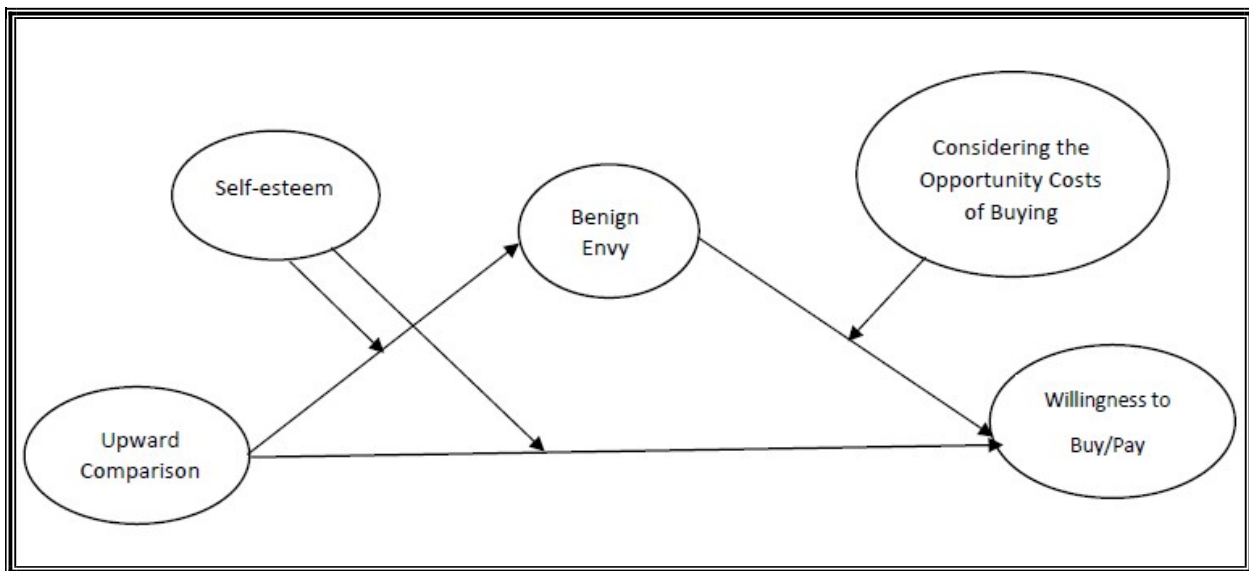 Self-esteem
Benign
Envy
Considering the
Opportunity Costs
of Buying
Upward
Comparison
Willingness to
Buy/Pay